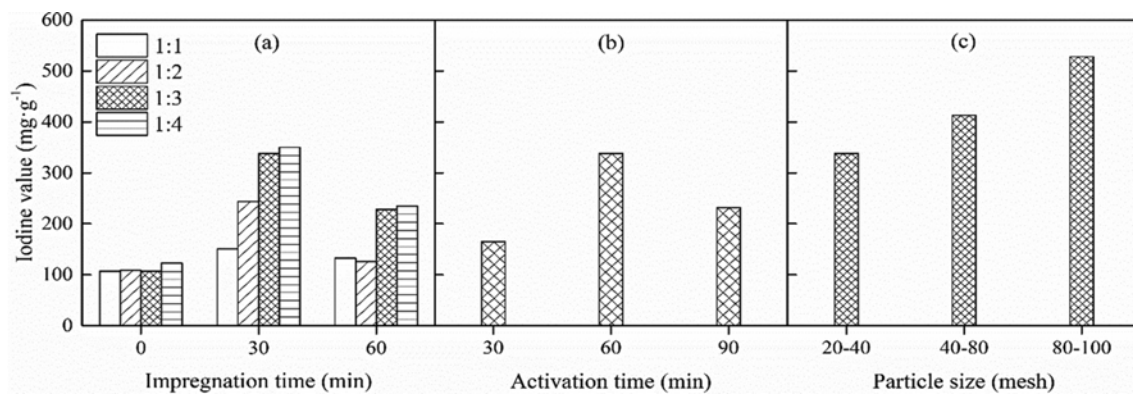 Iodine value (mg·g⁻¹)
600
500
400
300
200
100
0
(a)
1:1
1:2
1:3
1:4
0 30 60
Impregnation time (min)
(b)
30 60 90
Activation time (min)
(c)
20-40 40-80 80-100
Particle size (mesh)